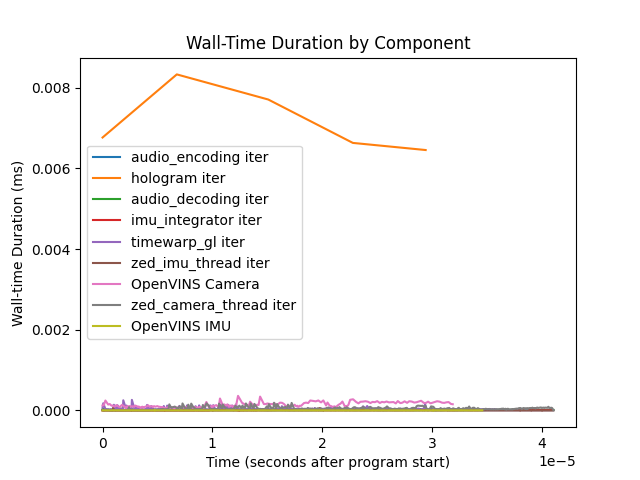 Wall-Time Duration by Component
Wall-time Duration (ms)
0.008
0.006
0.004
0.002
0.000
audio_encoding iter
hologram iter
audio_decoding iter
imu_integrator iter
timewarp_gl iter
zed_imu_thread iter
OpenVINS Camera
zed_camera_thread iter
OpenVINS IMU
0 1 2 3 4
1e−5
Time (seconds after program start)